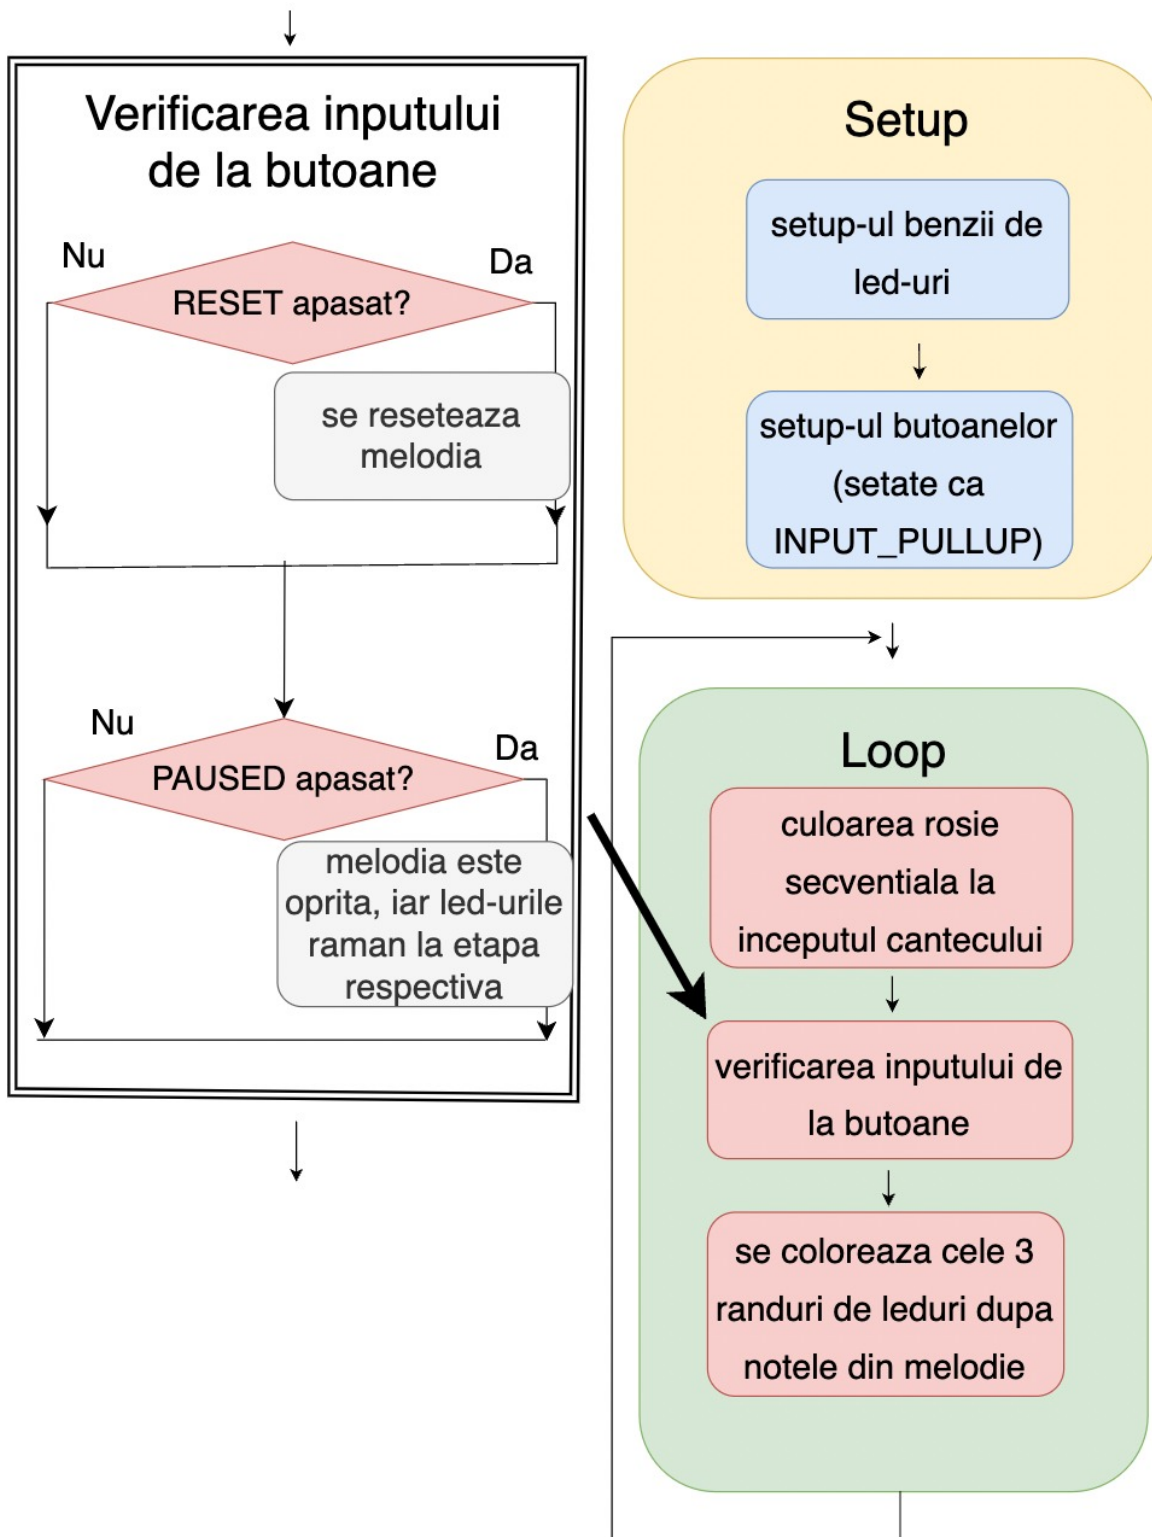 Verificarea inputului
de la butoane
Nu
Da
RESET apasat?
se reseteaza
melodia
Nu
Da
PAUSED apasat?
melodia este
oprita, iar led-urile
raman la etapa
respectiva
Setup
setup-ul benzii de
led-uri
setup-ul butoanelor
(setate ca
INPUT_PULLUP)
Loop
culoarea rosie
secventiala la
inceputul cantecului
verificarea inputului de
la butoane
se coloreaza cele 3
randuri de leduri dupa
notele din melodie